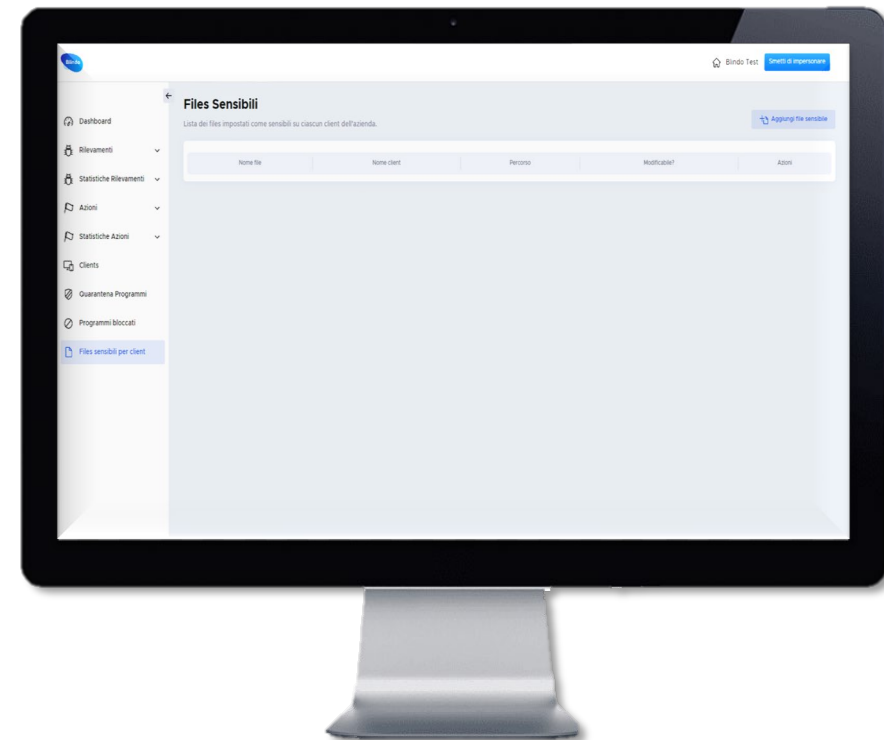 Blindo
Blindo Test
Smetti di impersonare
Files Sensibili
Lista dei files impostati come sensibili su ciascun client dell'azienda.
Aggiungi file sensibile
Dashboard
Rilevamenti
Statistiche Rilevamenti
Azioni
Statistiche Azioni
Clients
Quarantena Programmi
Programmi bloccati
Files sensibili per client
Nome file
Nome client
Percorso
Modificabile?
Azioni